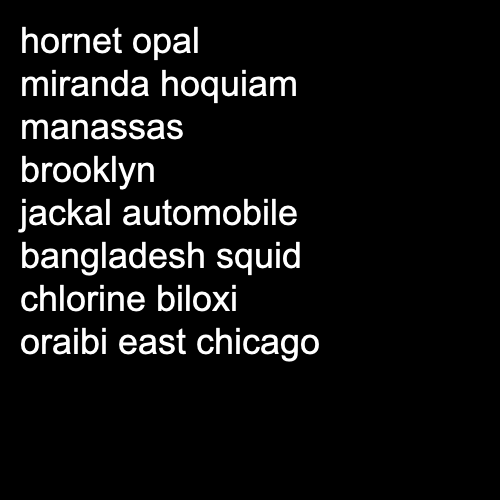 hornet opal
miranda hoquiam
manassas
brooklyn
jackal automobile
bangladesh squid
chlorine biloxi
oraibi east chicago